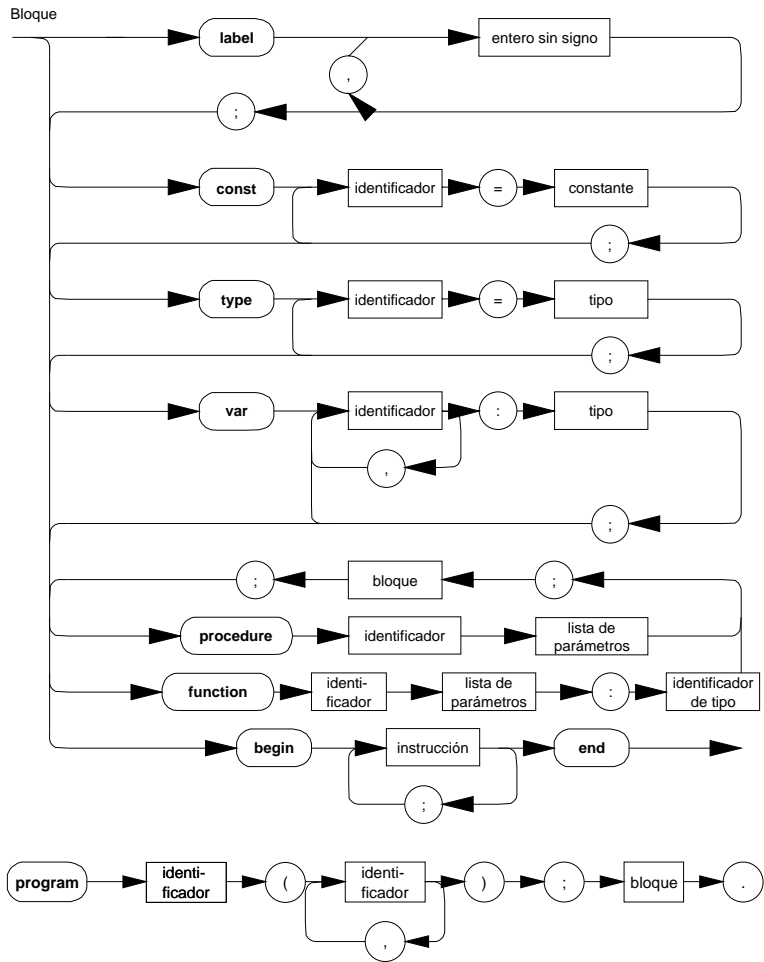 Bloque
label entero sin signo
,
;
const identificador = constante
;
type identificador = tipo
;
var identificador : tipo
,
;
; bloque ;
procedure identificador lista de parámetros
function identi-ficador lista de parámetros : identificador de tipo
begin instrucción end
;
program identi-ficador ( identi-ficador ) ; bloque .
,